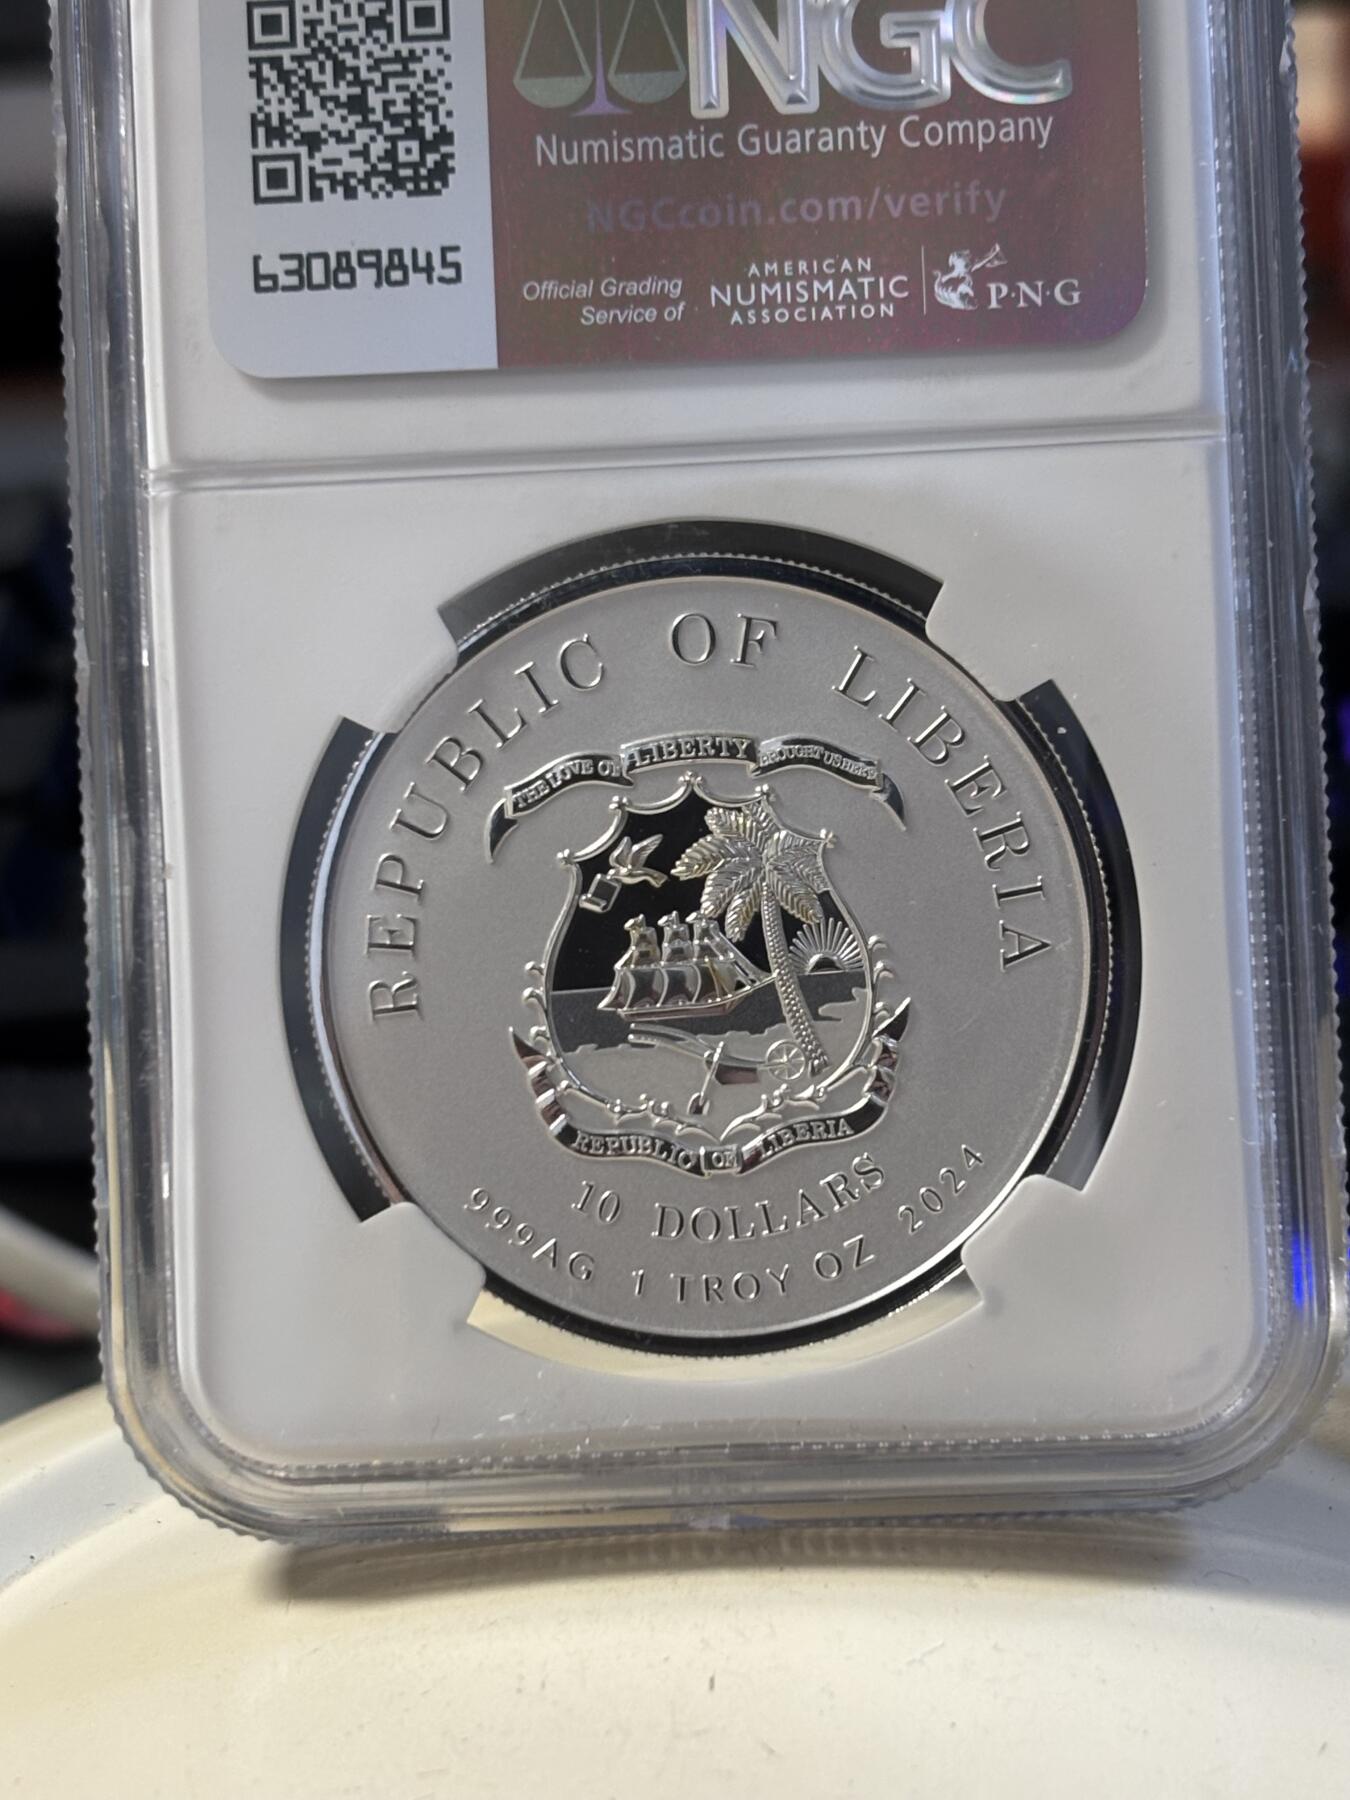 NGC
Numismatic Guaranty Company
NGCcoin.com/verify
63089845
Official Grading
Service of
AMERICAN
NUMISMATIC
ASSOCIATION
P·N·G
REPUBLIC OF LIBERIA
THE LOVE OF LIBERTY BROUGHT US HERE
REPUBLIC OF LIBERIA
10 DOLLARS
999AG 1 TROY OZ 2024